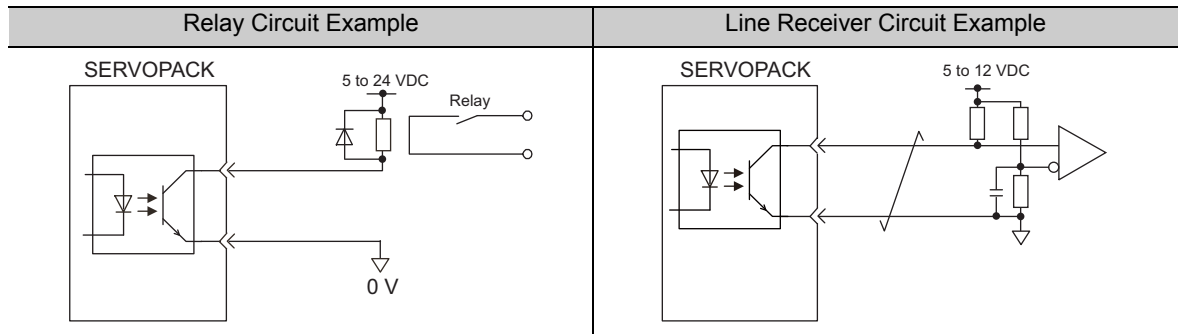 Relay Circuit Example
Line Receiver Circuit Example
SERVOPACK
5 to 24 VDC
Relay
0 V
SERVOPACK
5 to 12 VDC